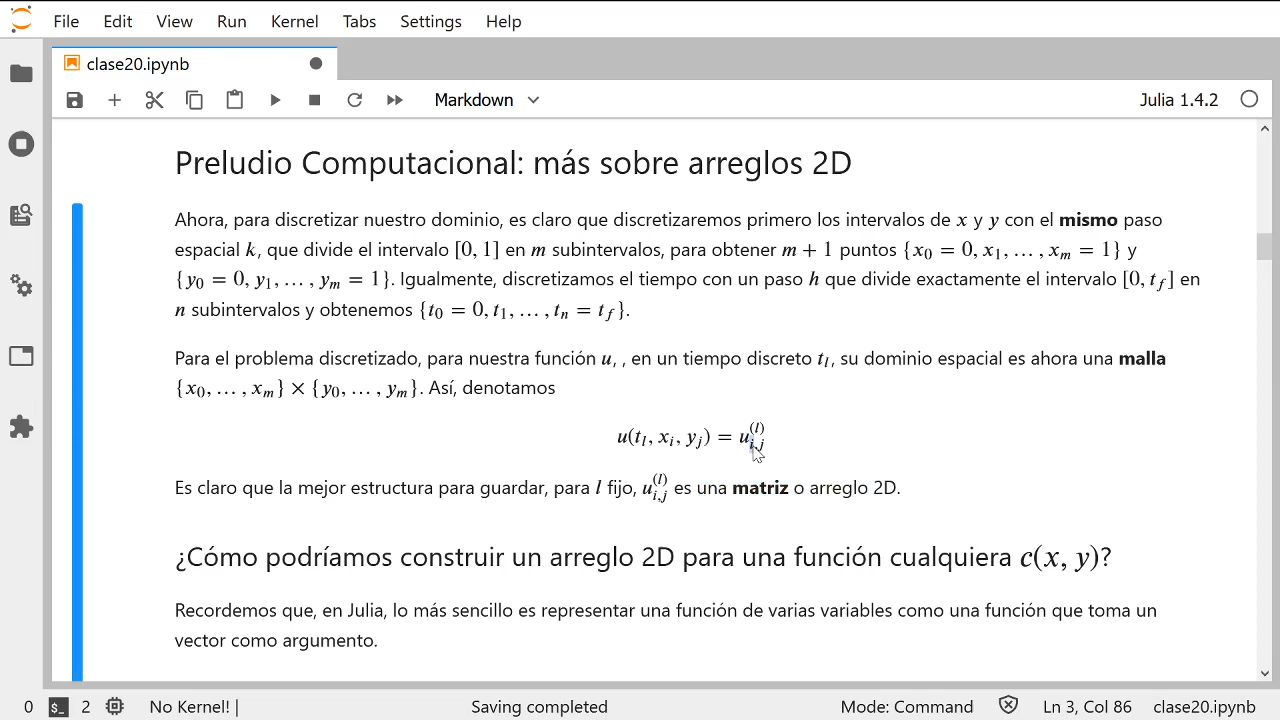 File Edit View Run Kernel Tabs Settings Help
clase20.ipynb
Markdown
Julia 1.4.2
Preludio Computacional: más sobre arreglos 2D
Ahora, para discretizar nuestro dominio, es claro que discretizaremos primero los intervalos de x y y con el mismo paso
espacial k, que divide el intervalo [0, 1] en m subintervalos, para obtener m + 1 puntos {x₀ = 0, x₁, …, xₘ = 1} y
{y₀ = 0, y₁, …, yₘ = 1}. Igualmente, discretizamos el tiempo con un paso h que divide exactamente el intervalo [0, t_f] en
n subintervalos y obtenemos {t₀ = 0, t₁, …, tₙ = t_f}.
Para el problema discretizado, para nuestra función u, , en un tiempo discreto t_l, su dominio espacial es ahora una malla
{x₀, …, xₘ} × {y₀, …, yₘ}. Así, denotamos
u(t_l, x_i, y_j) = u_{i,j}^{(l)}
Es claro que la mejor estructura para guardar, para l fijo, u_{i,j}^{(l)} es una matriz o arreglo 2D.
¿Cómo podríamos construir un arreglo 2D para una función cualquiera c(x, y)?
Recordemos que, en Julia, lo más sencillo es representar una función de varias variables como una función que toma un
vector como argumento.
0 $_ 2 No Kernel! | Saving completed Mode: Command Ln 3, Col 86 clase20.ipynb